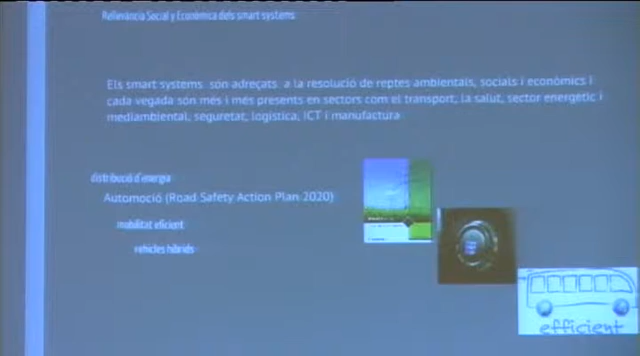 Rellevància Social y Econòmica dels smart systems
Els smart systems són adreçats a la resolució de reptes ambientals, socials i econòmics i
cada vegada són més i més presents en sectors com el transport, la salut, sector energètic i
mediambiental, seguretat, logística, ICT i manufactura
distribució d'energia
Automoció (Road Safety Action Plan 2020)
mobilitat eficient
vehicles híbrids
efficient